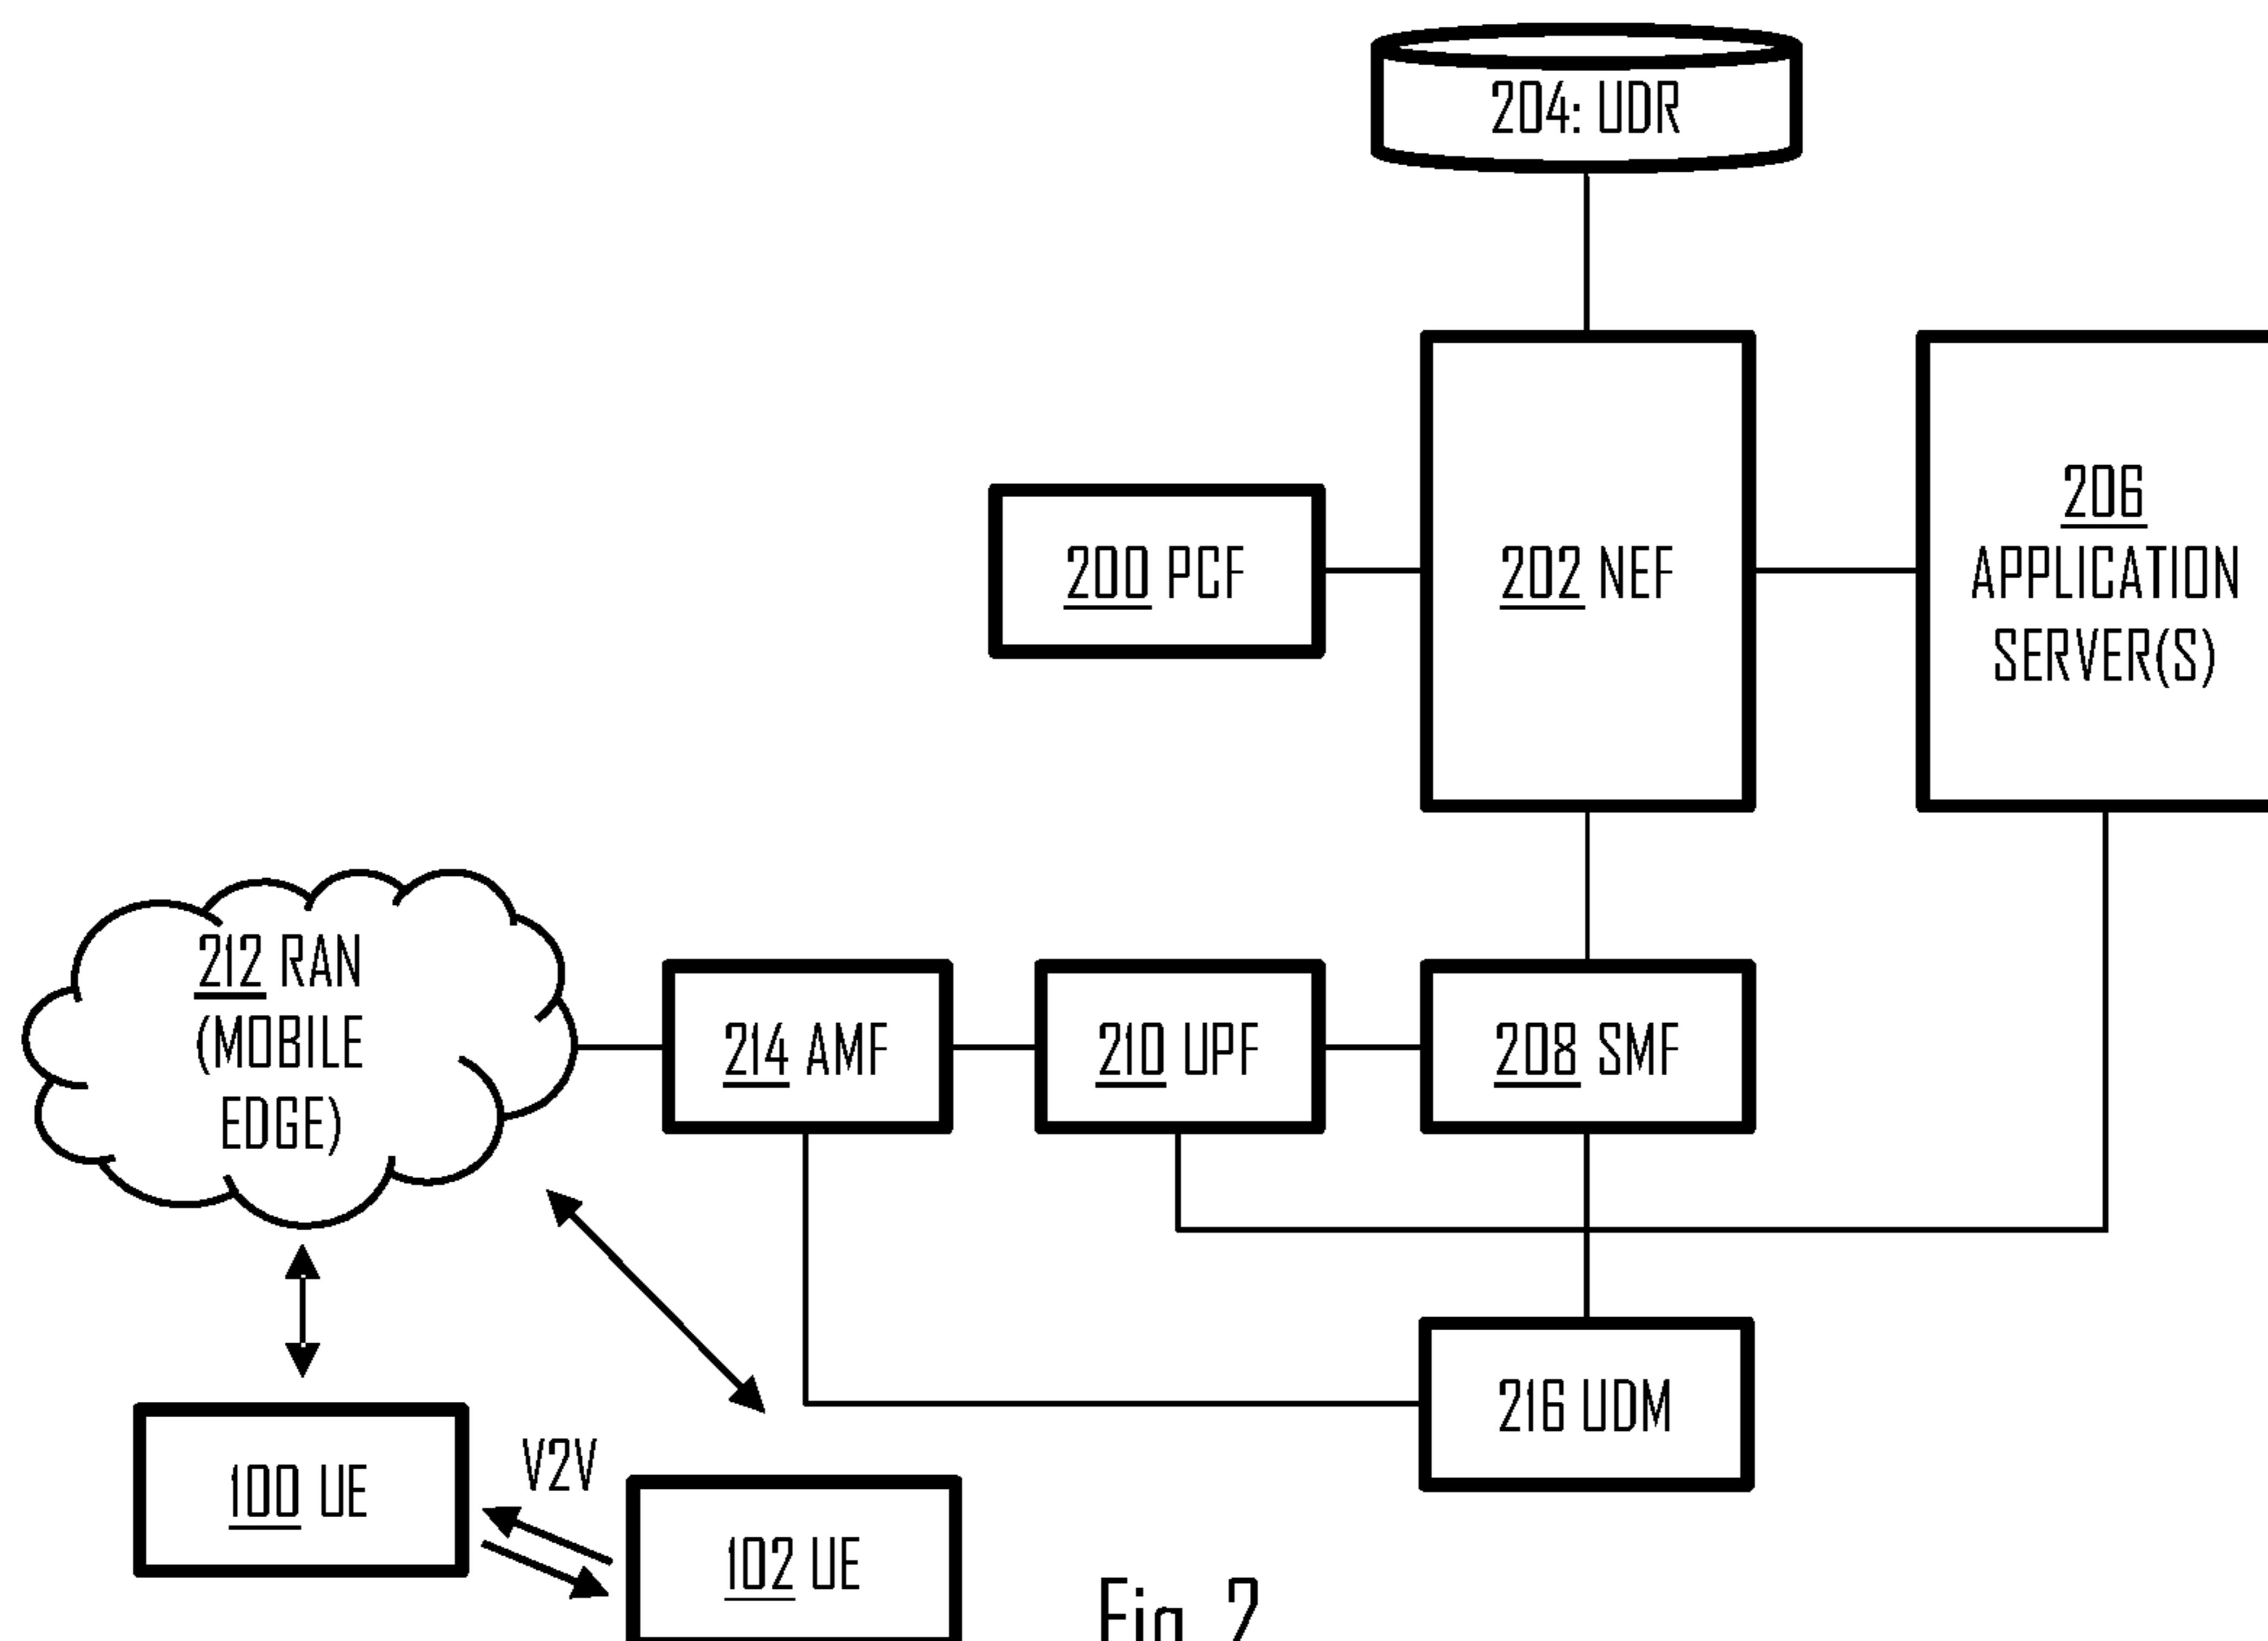 204: UDR
200 PCF
202 NEF
206
APPLICATION
SERVER(S)
212 RAN
(MOBILE
EDGE)
214 AMF
210 UPF
208 SMF
216 UDM
100 UE
V2V
102 UE
Fig. 2